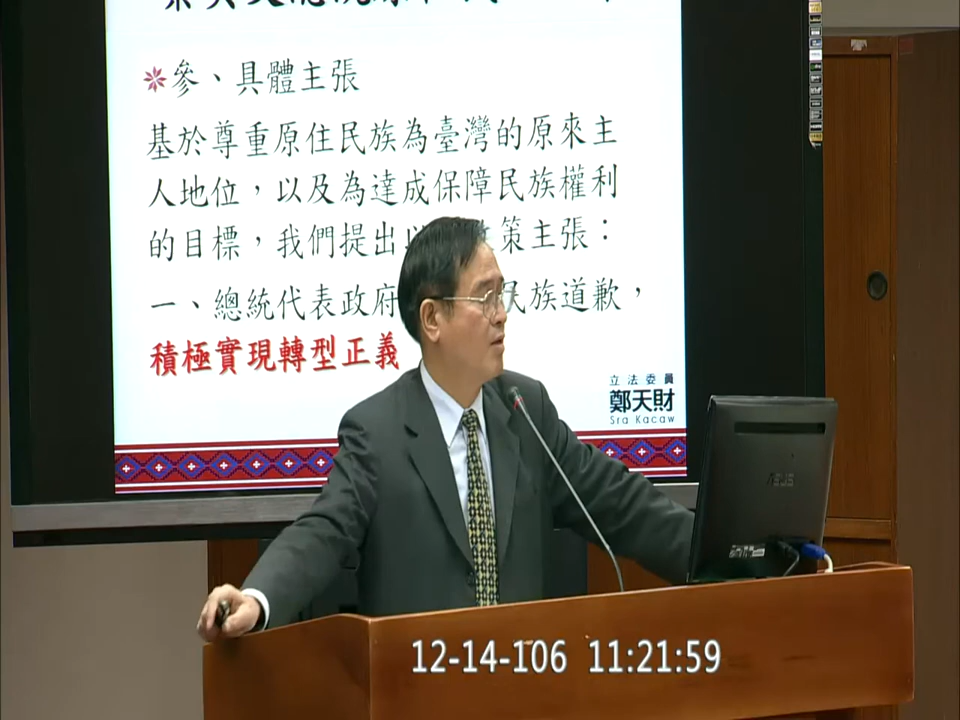 參、具體主張
基於尊重原住民族為臺灣的原來主
人地位，以及為達成保障民族權利
的目標，我們提出 策主張：
一、總統代表政府 民族道歉，
積極實現轉型正義
立法委員
鄭天財
Sra Kacaw
ASUS
12-14-106 11:21:59